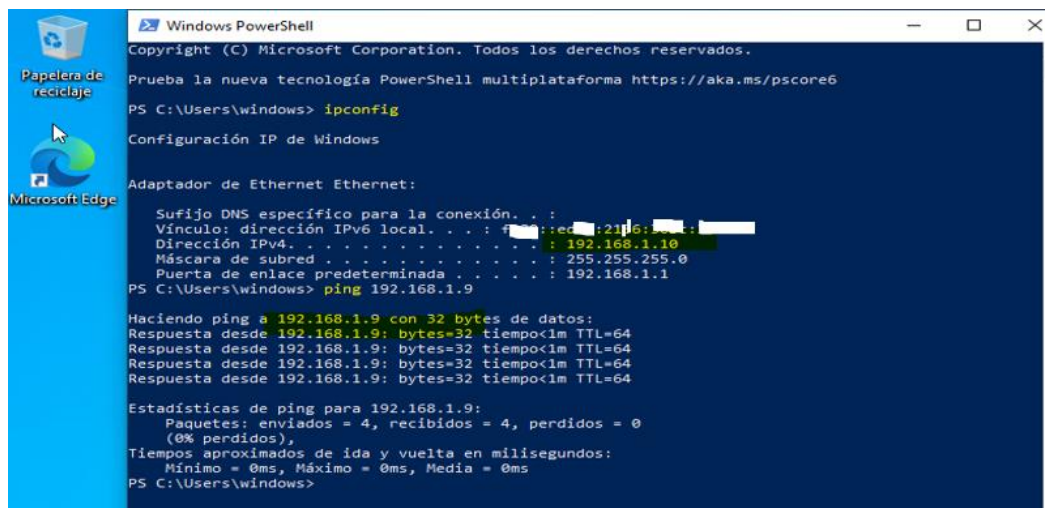 Papelera de
reciclaje
Microsoft Edge
Windows PowerShell
Copyright (C) Microsoft Corporation. Todos los derechos reservados.
Prueba la nueva tecnología PowerShell multiplataforma https://aka.ms/pscore6
PS C:\Users\windows> ipconfig
Configuración IP de Windows
Adaptador de Ethernet Ethernet:
Sufijo DNS específico para la conexión. . :
Vínculo: dirección IPv6 local. . . :
Dirección IPv4. . . . . . . . . . . . . . : 192.168.1.10
Máscara de subred . . . . . . . . . . . . : 255.255.255.0
Puerta de enlace predeterminada . . . . . : 192.168.1.1
PS C:\Users\windows> ping 192.168.1.9
Haciendo ping a 192.168.1.9 con 32 bytes de datos:
Respuesta desde 192.168.1.9: bytes=32 tiempo<1m TTL=64
Respuesta desde 192.168.1.9: bytes=32 tiempo<1m TTL=64
Respuesta desde 192.168.1.9: bytes=32 tiempo<1m TTL=64
Respuesta desde 192.168.1.9: bytes=32 tiempo<1m TTL=64
Estadísticas de ping para 192.168.1.9:
Paquetes: enviados = 4, recibidos = 4, perdidos = 0
(0% perdidos),
Tiempos aproximados de ida y vuelta en milisegundos:
Mínimo = 0ms, Máximo = 0ms, Media = 0ms
PS C:\Users\windows>